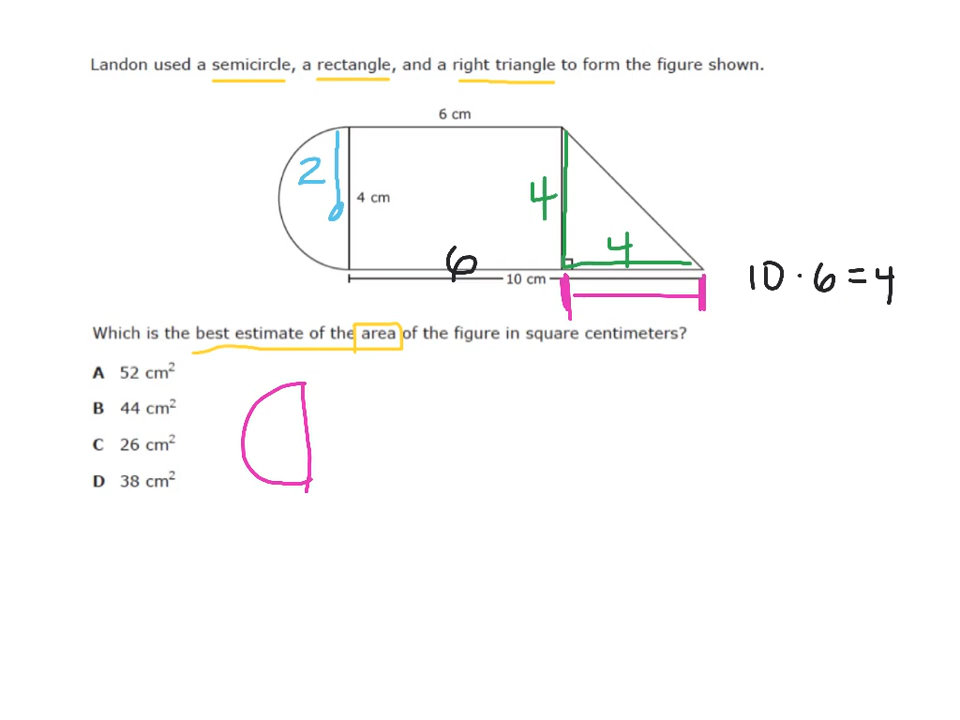 Landon used a semicircle, a rectangle, and a right triangle to form the figure shown.
6 cm
2
4 cm
4
4
6
10 cm
10 · 6 = 4
Which is the best estimate of the area of the figure in square centimeters?
A 52 cm²
B 44 cm²
C 26 cm²
D 38 cm²